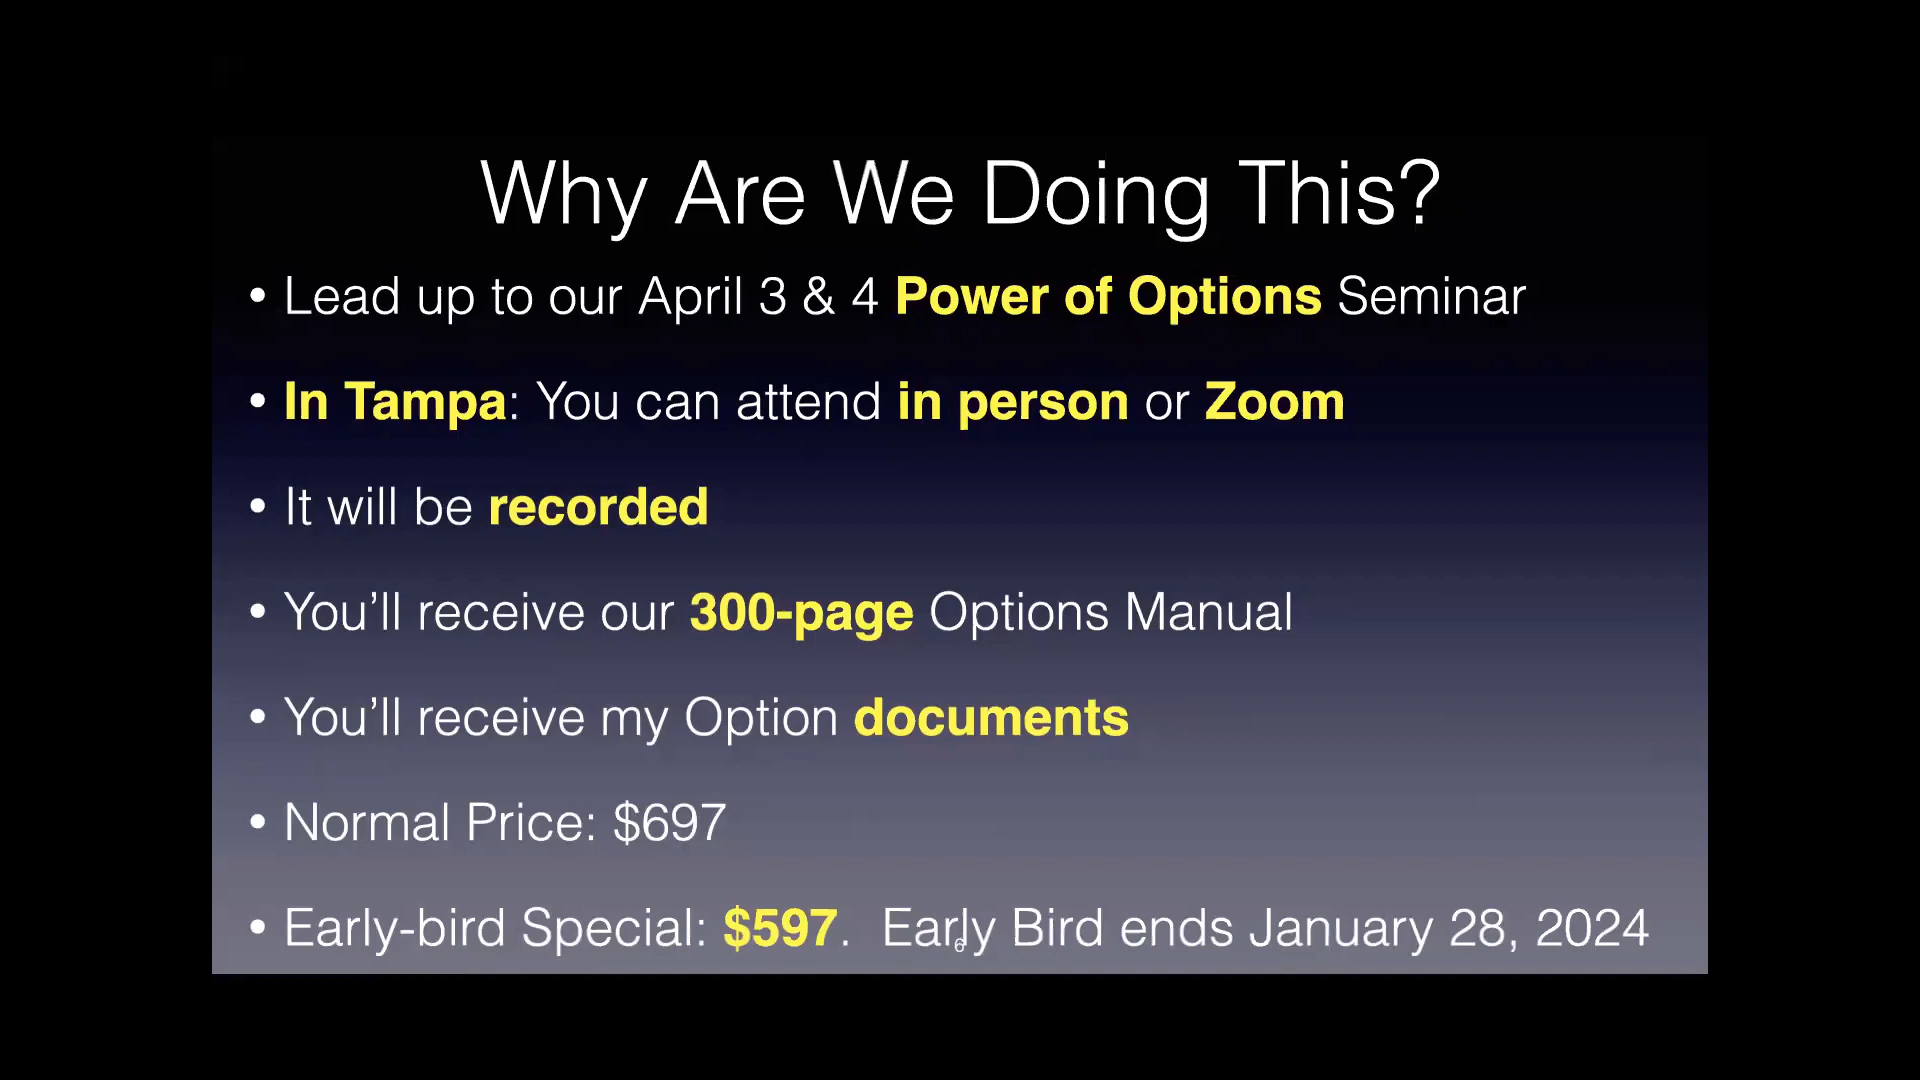 Why Are We Doing This?
• Lead up to our April 3 & 4 Power of Options Seminar
• In Tampa: You can attend in person or Zoom
• It will be recorded
• You’ll receive our 300-page Options Manual
• You’ll receive my Option documents
• Normal Price: $697
• Early-bird Special: $597.  Early Bird ends January 28, 2024
6